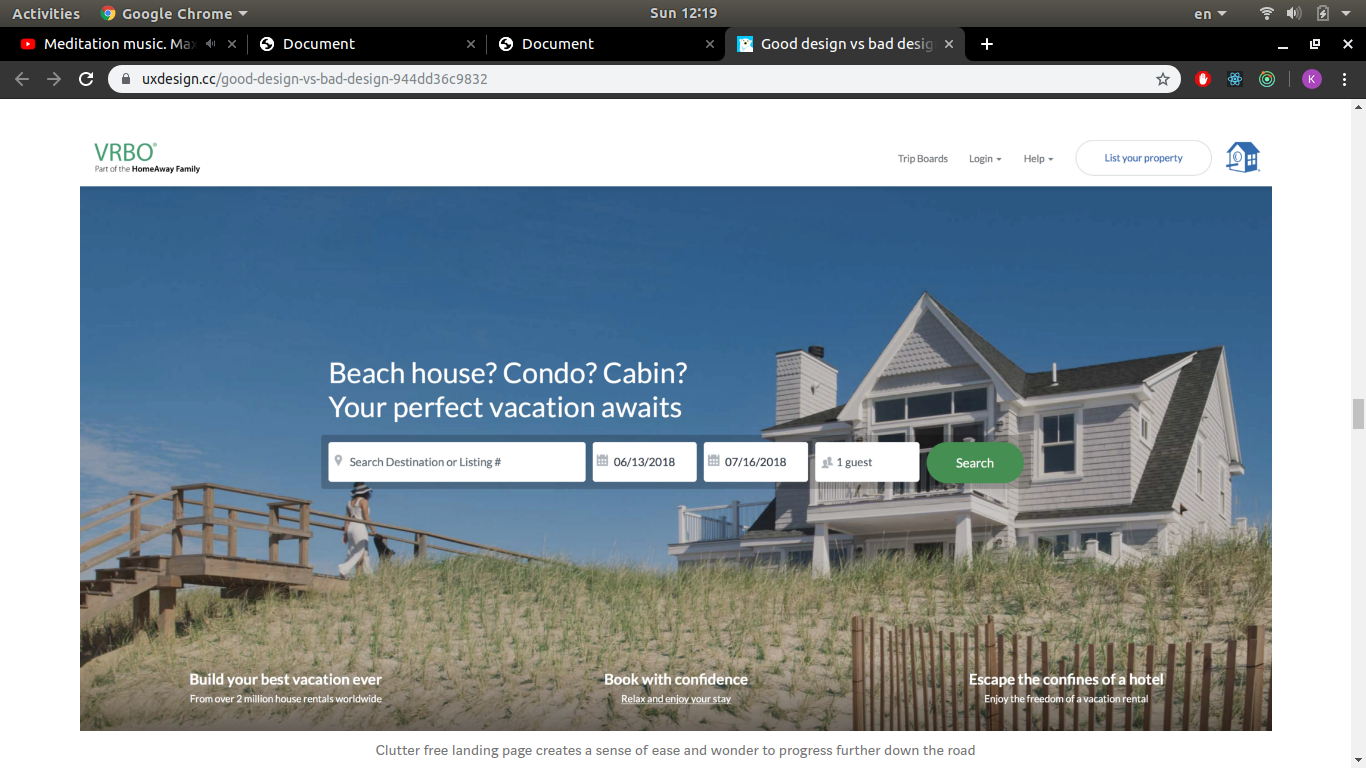 Activities Google Chrome Sun 12:19 en
Meditation music. Ma Document Document Good design vs bad desig
uxdesign.cc/good-design-vs-bad-design-944dd36c9832 K
VRBO®
Part of the HomeAway Family
Trip Boards Login Help List your property
Beach house? Condo? Cabin?
Your perfect vacation awaits
Search Destination or Listing # 06/13/2018 07/16/2018 1 guest Search
Build your best vacation ever
From over 2 million house rentals worldwide
Book with confidence
Relax and enjoy your stay
Escape the confines of a hotel
Enjoy the freedom of a vacation rental
Clutter free landing page creates a sense of ease and wonder to progress further down the road